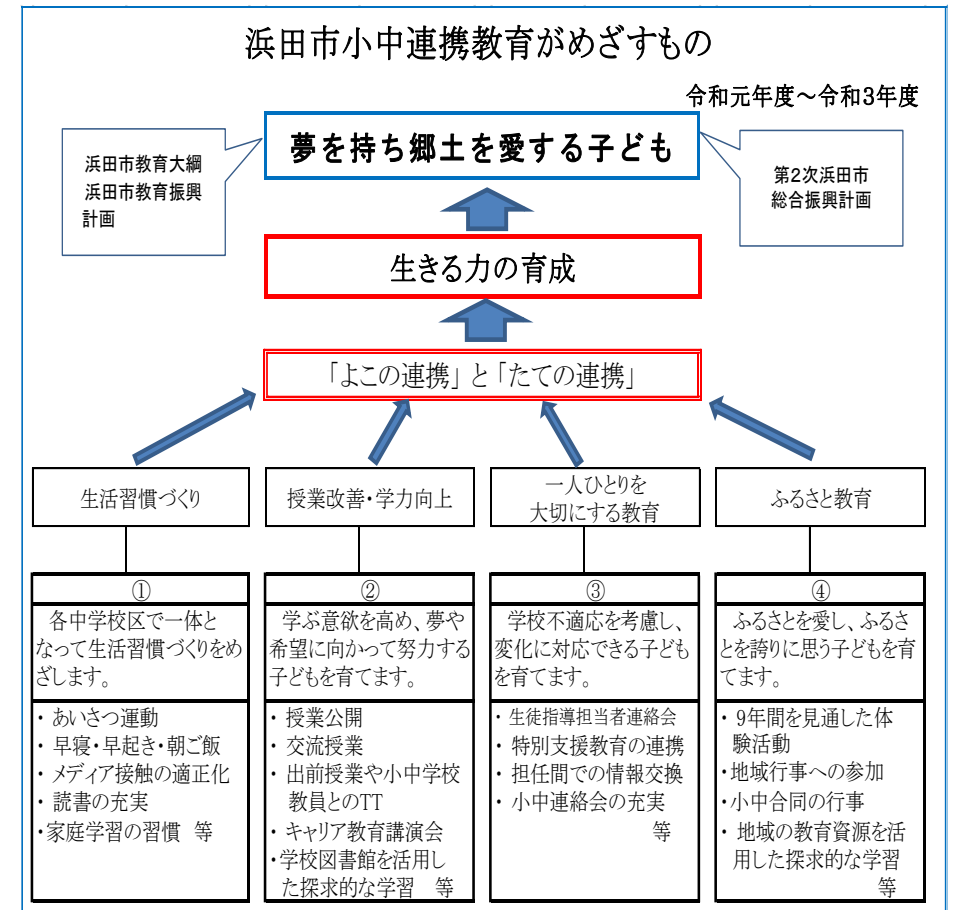 浜田市小中連携教育がめざすもの
令和元年度～令和3年度
夢を持ち郷土を愛する子ども
浜田市教育大綱
浜田市教育振興
計画
第2次浜田市
総合振興計画
生きる力の育成
「よこの連携」と「たての連携」
生活習慣づくり
授業改善・学力向上
一人ひとりを
大切にする教育
ふるさと教育
①
各中学校区で一体と
なって生活習慣づくりをめ
ざします。
・ あいさつ運動
・ 早寝・早起き・朝ご飯
・ メディア接触の適正化
・ 読書の充実
・家庭学習の習慣 等
②
学ぶ意欲を高め、夢や
希望に向かって努力する
子どもを育てます。
・ 授業公開
・ 交流授業
・ 出前授業や小中学校
教員とのTT
・ キャリア教育講演会
・学校図書館を活用し
た探求的な学習 等
③
学校不適応を考慮し、
変化に対応できる子ども
を育てます。
・ 生徒指導担当者連絡会
・ 特別支援教育の連携
・ 担任間での情報交換
・ 小中連絡会の充実
等
④
ふるさとを愛し、ふるさ
とを誇りに思う子どもを育
てます。
・ 9年間を見通した体
験活動
・地域行事への参加
・小中合同の行事
・ 地域の教育資源を活
用した探求的な学習
等